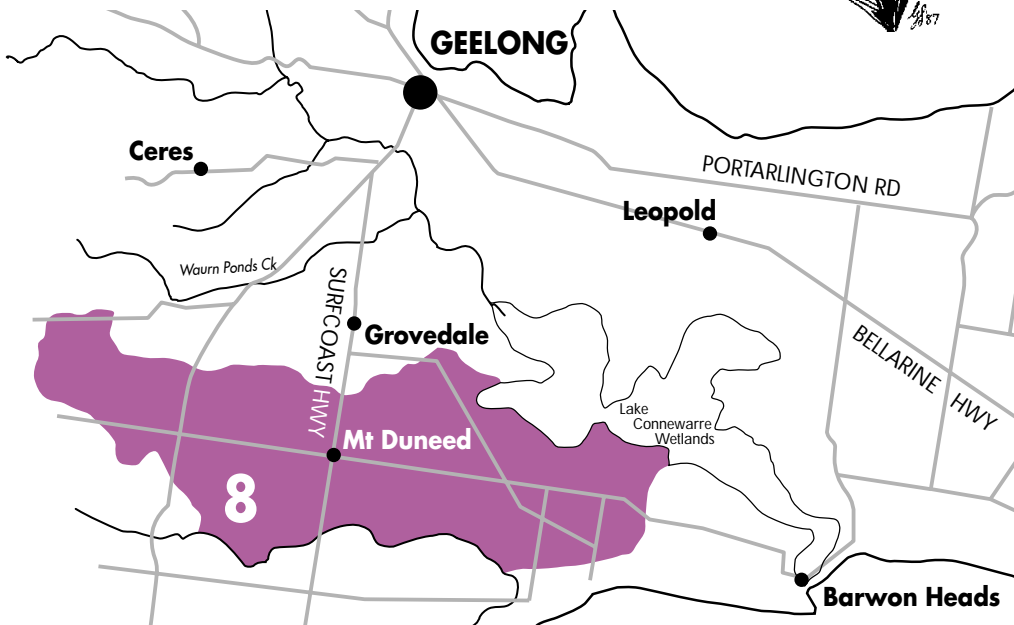 GEELONG
Ceres
PORTARLINGTON RD
Leopold
Waurn Ponds Ck
SURFCOAST HWY
Grovedale
BELLARINE HWY
Lake
Connewarre
Wetlands
Mt Duneed
8
Barwon Heads